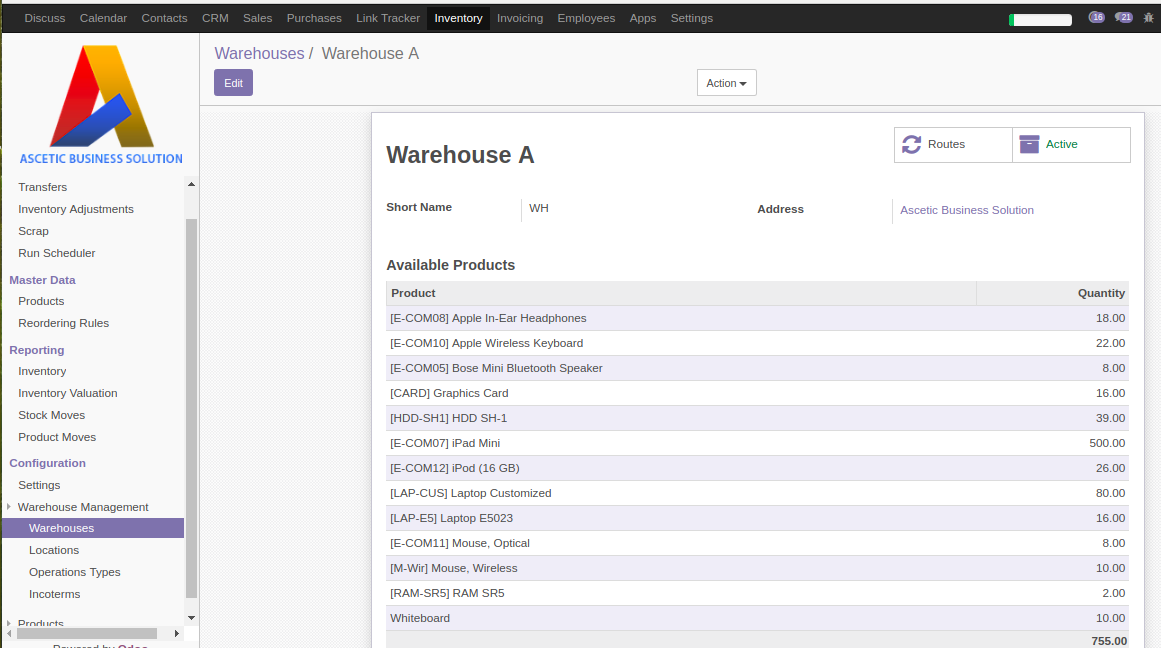 Discuss Calendar Contacts CRM Sales Purchases Link Tracker Inventory Invoicing Employees Apps Settings 16 21
ASCETIC BUSINESS SOLUTION
Transfers
Inventory Adjustments
Scrap
Run Scheduler
Master Data
Products
Reordering Rules
Reporting
Inventory
Inventory Valuation
Stock Moves
Product Moves
Configuration
Settings
Warehouse Management
Warehouses
Locations
Operations Types
Incoterms
Products
Powered by Odoo
Warehouses / Warehouse A
Edit Action
Routes Active
Warehouse A
Short Name WH Address Ascetic Business Solution
Available Products
Product Quantity
[E-COM08] Apple In-Ear Headphones 18.00
[E-COM10] Apple Wireless Keyboard 22.00
[E-COM05] Bose Mini Bluetooth Speaker 8.00
[CARD] Graphics Card 16.00
[HDD-SH1] HDD SH-1 39.00
[E-COM07] iPad Mini 500.00
[E-COM12] iPod (16 GB) 26.00
[LAP-CUS] Laptop Customized 80.00
[LAP-E5] Laptop E5023 16.00
[E-COM11] Mouse, Optical 8.00
[M-Wir] Mouse, Wireless 10.00
[RAM-SR5] RAM SR5 2.00
Whiteboard 10.00
755.00